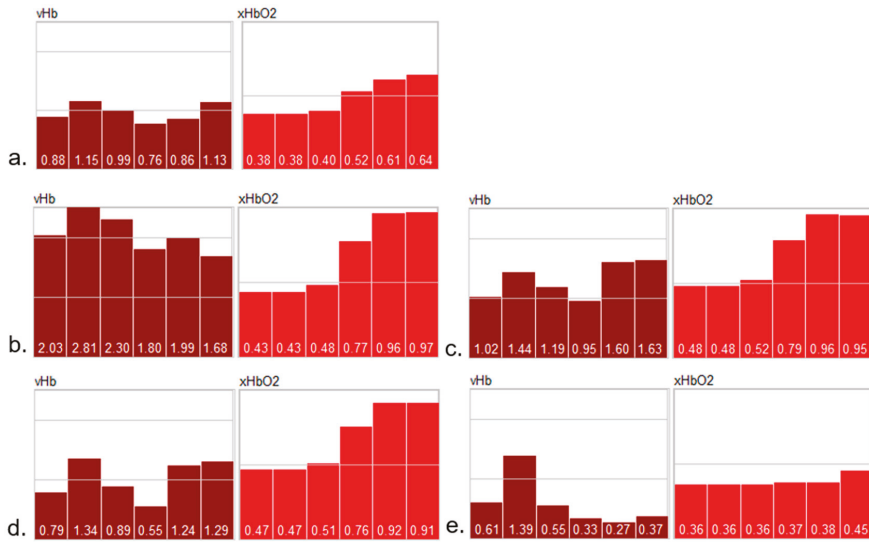 vHb xHbO2
a. 0.88 1.15 0.99 0.76 0.86 1.13 0.38 0.38 0.40 0.52 0.61 0.64
vHb xHbO2
b. 2.03 2.81 2.30 1.80 1.99 1.68 0.43 0.43 0.48 0.77 0.96 0.97
vHb xHbO2
c. 1.02 1.44 1.19 0.95 1.60 1.63 0.48 0.48 0.52 0.79 0.96 0.95
vHb xHbO2
d. 0.79 1.34 0.89 0.55 1.24 1.29 0.47 0.47 0.51 0.76 0.92 0.91
vHb xHbO2
e. 0.61 1.39 0.55 0.33 0.27 0.37 0.36 0.36 0.36 0.37 0.38 0.45